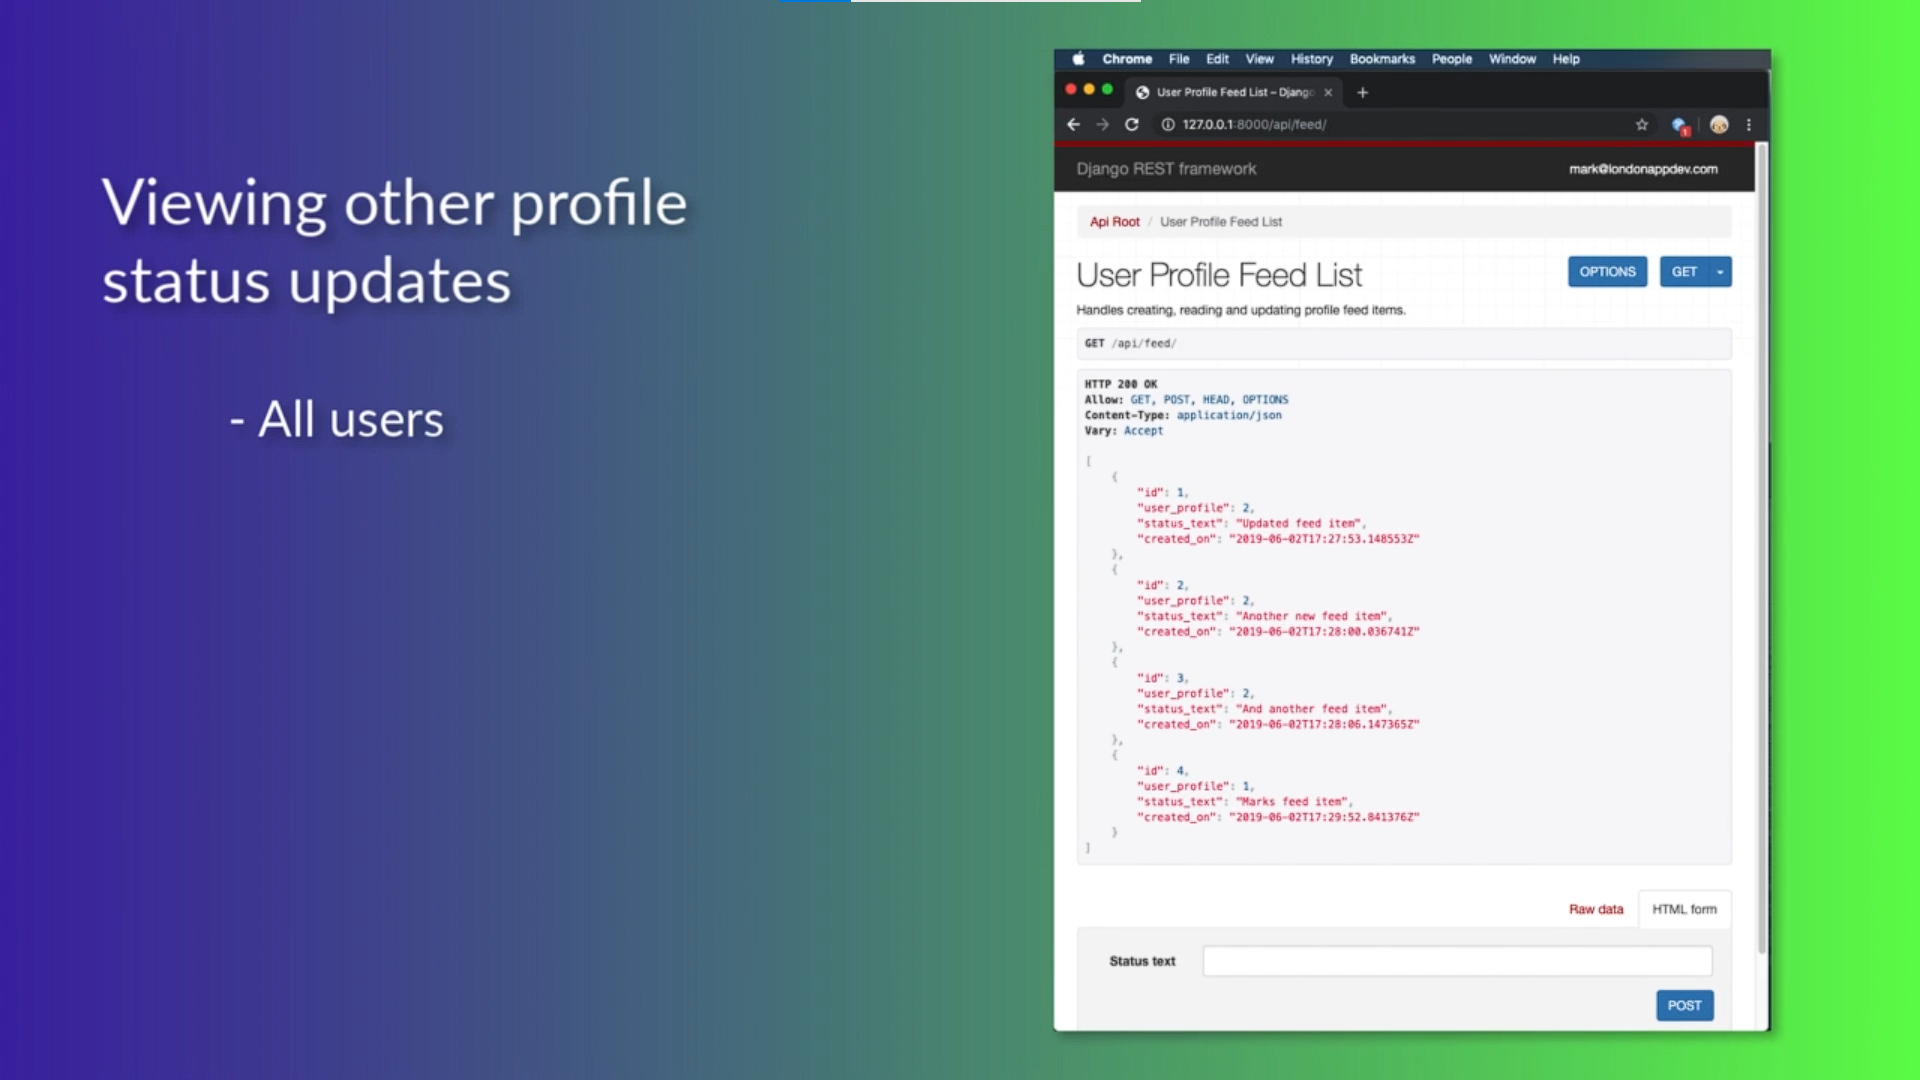 Viewing other profile
status updates
- All users
Chrome File Edit View History Bookmarks People Window Help
User Profile Feed List – Django
127.0.0.1:8000/api/feed/
1
Django REST framework
mark@londonappdev.com
Api Root / User Profile Feed List
User Profile Feed List
OPTIONS
GET
Handles creating, reading and updating profile feed items.
GET /api/feed/
HTTP 200 OK
Allow: GET, POST, HEAD, OPTIONS
Content-Type: application/json
Vary: Accept
[
{
"id": 1,
"user_profile": 2,
"status_text": "Updated feed item",
"created_on": "2019-06-02T17:27:53.148553Z"
},
{
"id": 2,
"user_profile": 2,
"status_text": "Another new feed item",
"created_on": "2019-06-02T17:28:00.036741Z"
},
{
"id": 3,
"user_profile": 2,
"status_text": "And another feed item",
"created_on": "2019-06-02T17:28:06.147365Z"
},
{
"id": 4,
"user_profile": 1,
"status_text": "Marks feed item",
"created_on": "2019-06-02T17:29:52.841376Z"
}
]
Raw data
HTML form
Status text
POST